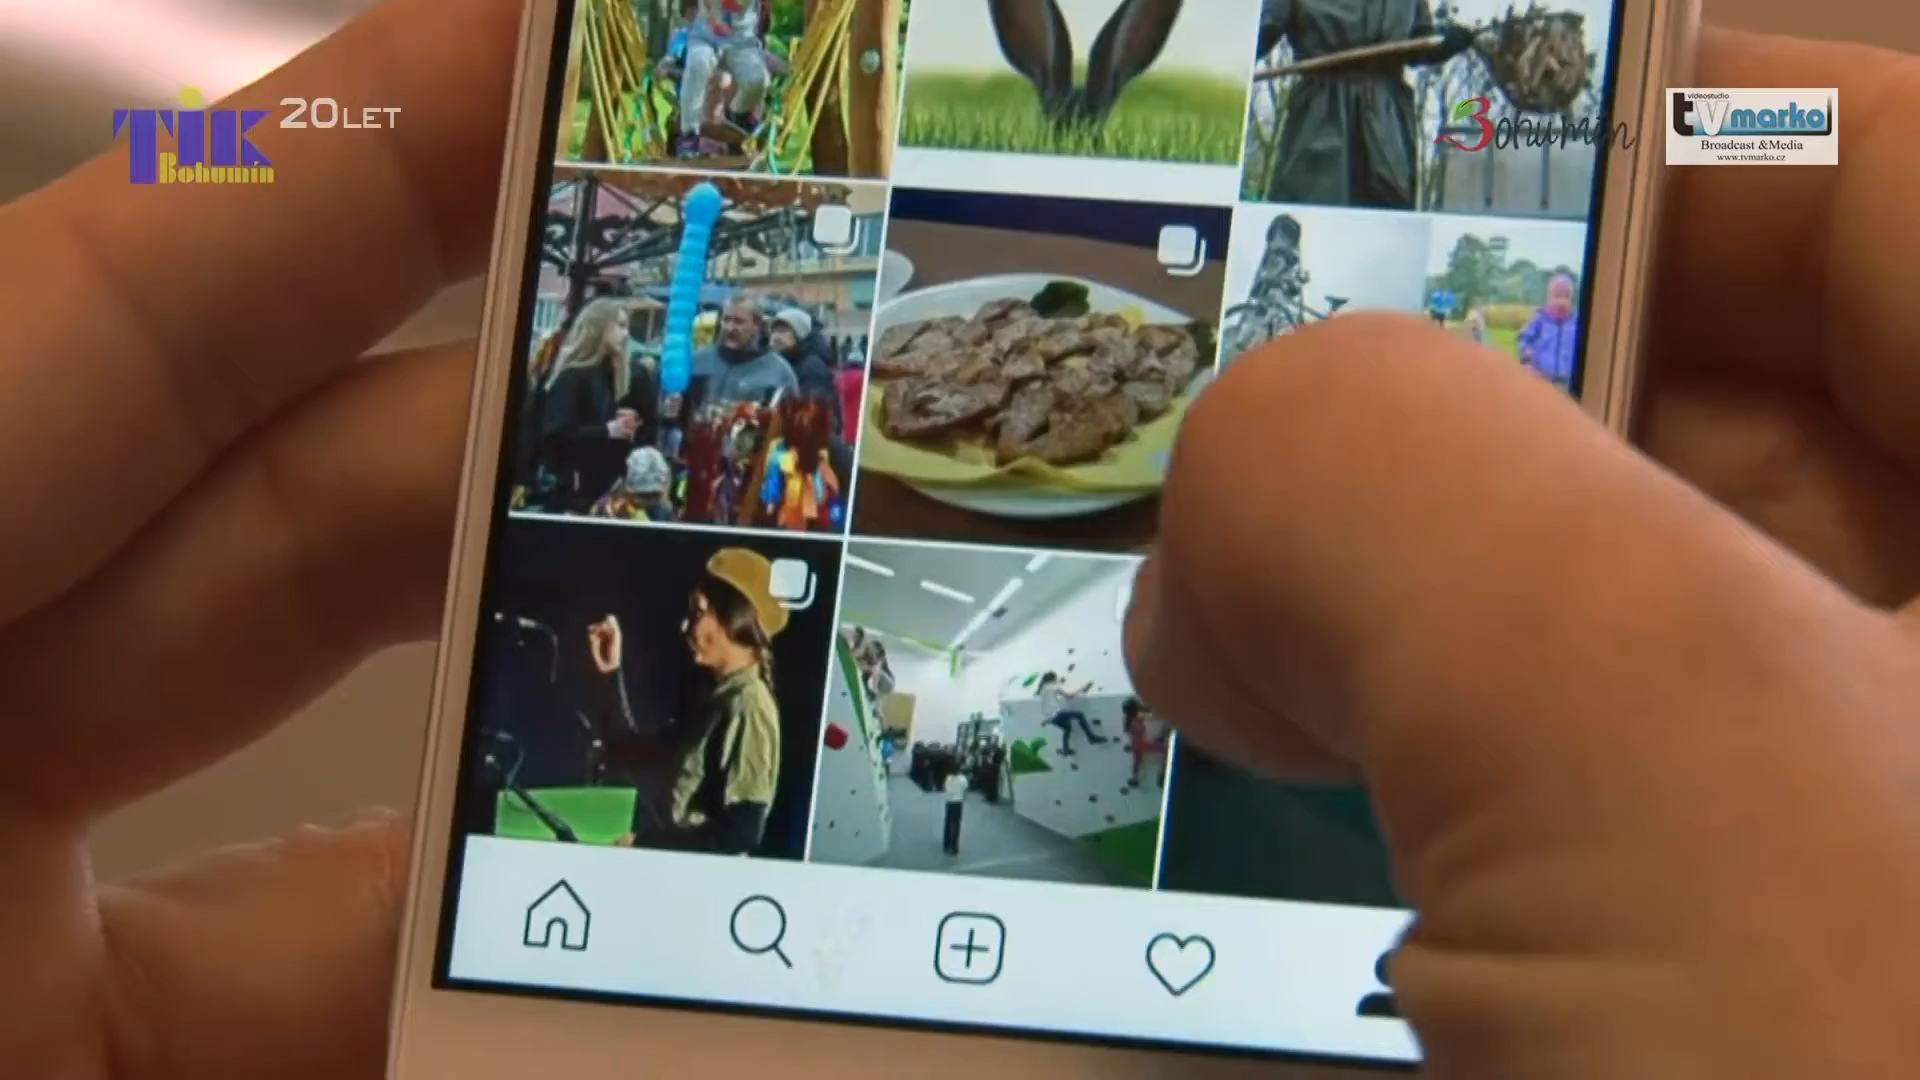 TiK
Bohumín
20 LET
Bohumín
videostudio
tvmarko
Broadcast &Media
www.tvmarko.cz